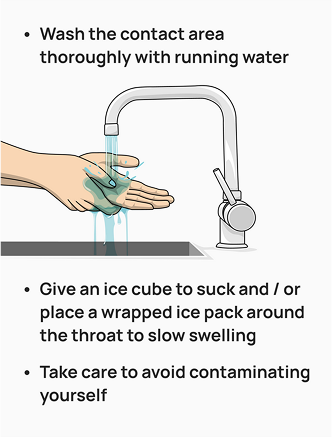 • Wash the contact area
thoroughly with running water
• Give an ice cube to suck and / or
place a wrapped ice pack around
the throat to slow swelling
• Take care to avoid contaminating
yourself